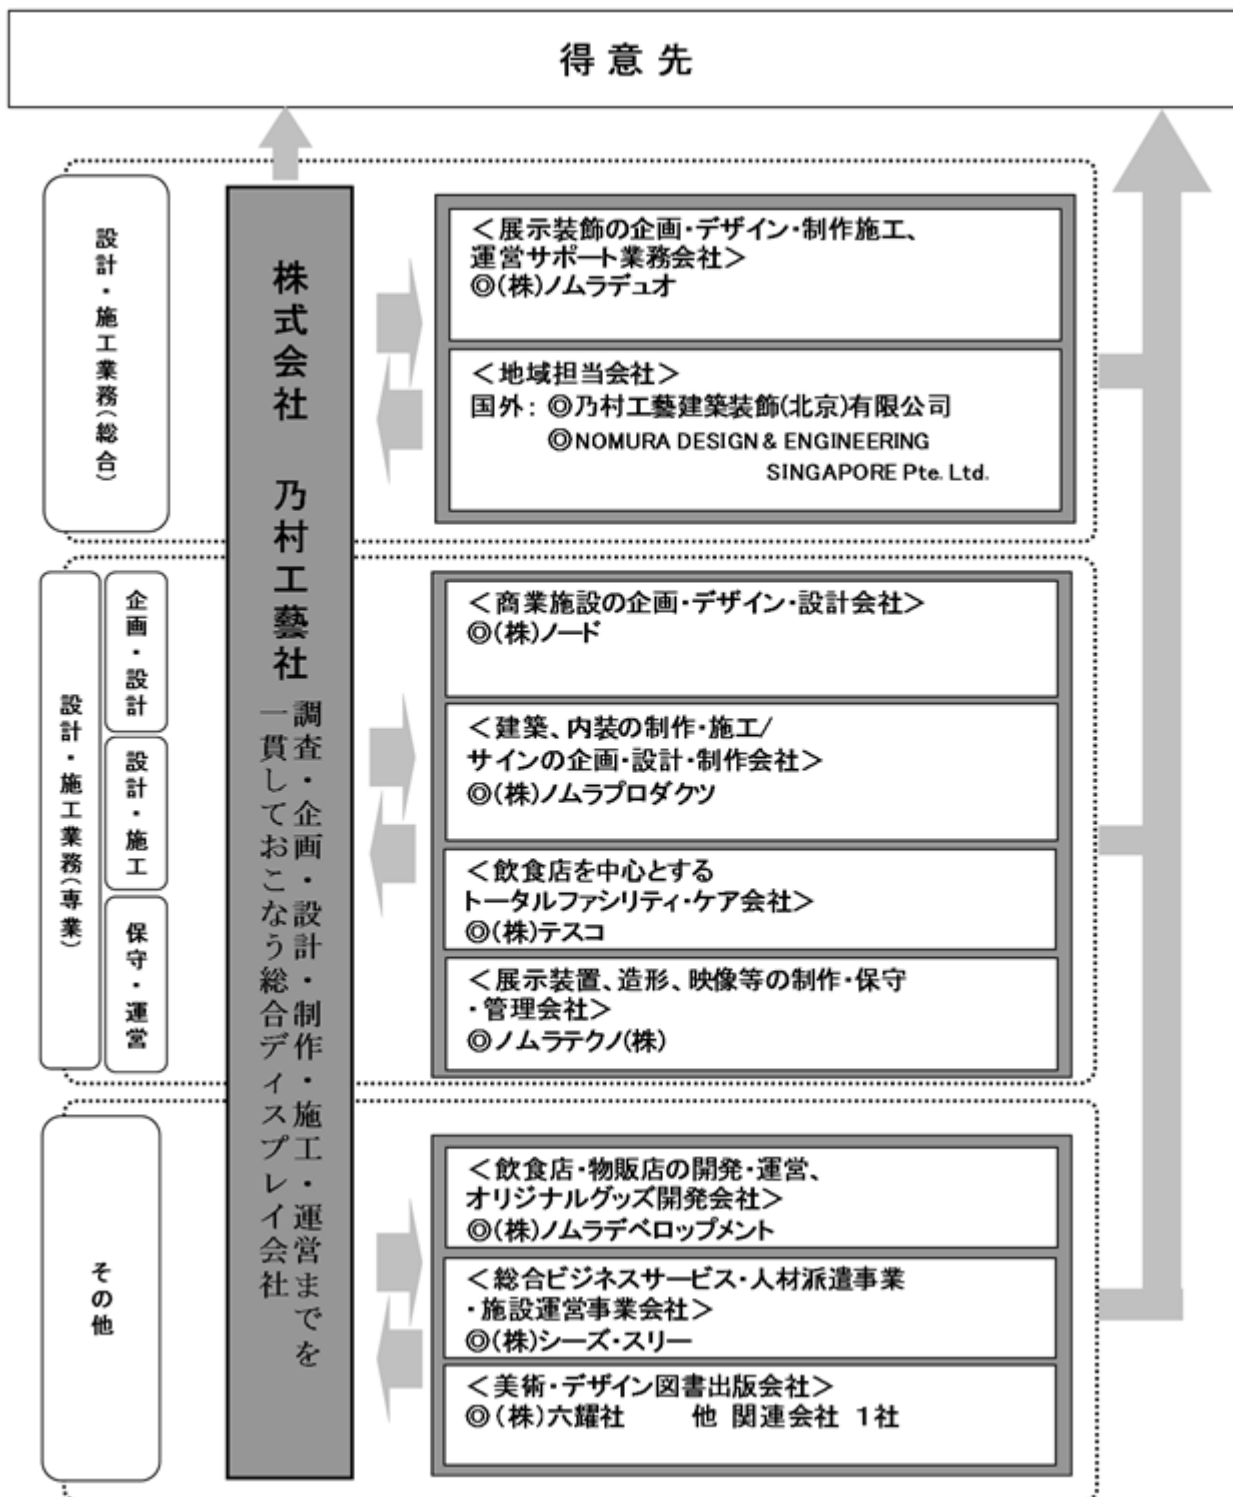 得意先
設計・施工業務(総合)
株式会社 乃村工藝社
調査・企画・設計・制作・施工・運営までを
一貫しておこなう総合ディスプレイ会社
＜展示装飾の企画・デザイン・制作施工、
運営サポート業務会社＞
◎(株)ノムラデュオ
＜地域担当会社＞
国外: ◎乃村工藝建築装飾(北京)有限公司
◎NOMURA DESIGN & ENGINEERING
SINGAPORE Pte. Ltd.
設計・施工業務(専業)
企画・設計
設計・施工
保守・運営
＜商業施設の企画・デザイン・設計会社＞
◎(株)ノード
＜建築、内装の制作・施工/
サインの企画・設計・制作会社＞
◎(株)ノムラプロダクツ
＜飲食店を中心とする
トータルファシリティ・ケア会社＞
◎(株)テスコ
＜展示装置、造形、映像等の制作・保守
・管理会社＞
◎ノムラテクノ(株)
その他
＜飲食店・物販店の開発・運営、
オリジナルグッズ開発会社＞
◎(株)ノムラデベロップメント
＜総合ビジネスサービス・人材派遣事業
・施設運営事業会社＞
◎(株)シーズ・スリー
＜美術・デザイン図書出版会社＞
◎(株)六耀社 他 関連会社 1社